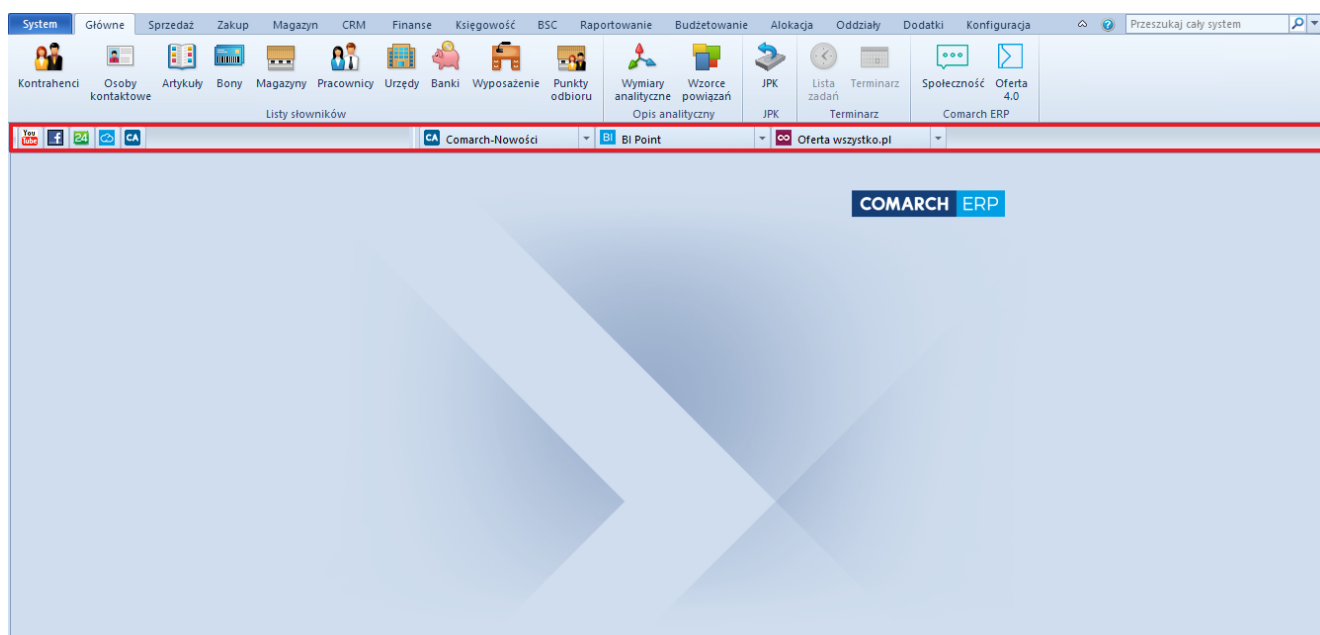 System Główne Sprzedaż Zakup Magazyn CRM Finanse Księgowość BSC Raportowanie Budżetowanie Alokacja Oddziały Dodatki Konfiguracja ? Przeszukaj cały system
Kontrahenci Osoby kontaktowe Artykuły Bony Magazyny Pracownicy Urzędy Banki Wyposażenie Punkty odbioru Wymiary analityczne Wzorce powiązań JPK Lista zadań Terminarz Społeczność Oferta 4.0
Listy słowników Opis analityczny JPK Terminarz Comarch ERP
You Tube f 24 CA CA Comarch-Nowości BI BI Point Oferta wszystko.pl
COMARCH ERP